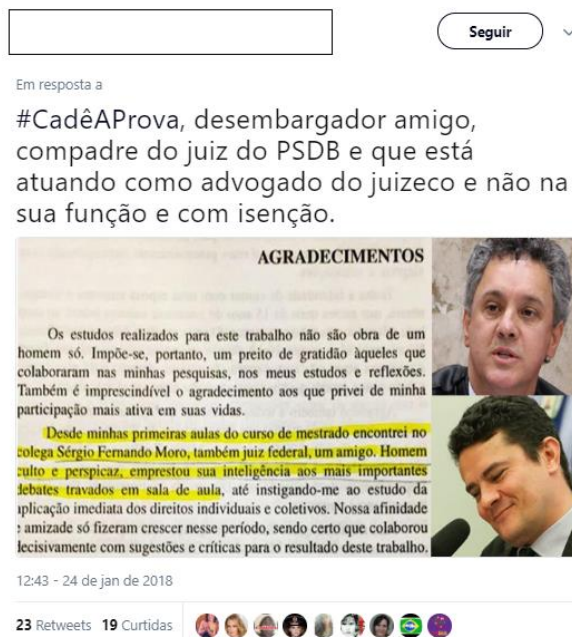 Seguir
Em resposta a
#CadêAProva, desembargador amigo,
compadre do juiz do PSDB e que está
atuando como advogado do juizeco e não na
sua função e com isenção.
AGRADECIMENTOS
Os estudos realizados para este trabalho não são obra de um
homem só. Impõe-se, portanto, um preito de gratidão àqueles que
colaboraram nas minhas pesquisas, nos meus estudos e reflexões.
Também é imprescindível o agradecimento aos que privei de minha
participação mais ativa em suas vidas.
Desde minhas primeiras aulas do curso de mestrado encontrei no
colega Sérgio Fernando Moro, também juiz federal, um amigo. Homem
culto e perspicaz, emprestou sua inteligência aos mais importantes
debates travados em sala de aula, até instigando-me ao estudo da
aplicação imediata dos direitos individuais e coletivos. Nossa afinidade
e amizade só fizeram crescer nesse período, sendo certo que colaborou
decisivamente com sugestões e críticas para o resultado deste trabalho.
12:43 - 24 de jan de 2018
23 Retweets 19 Curtidas